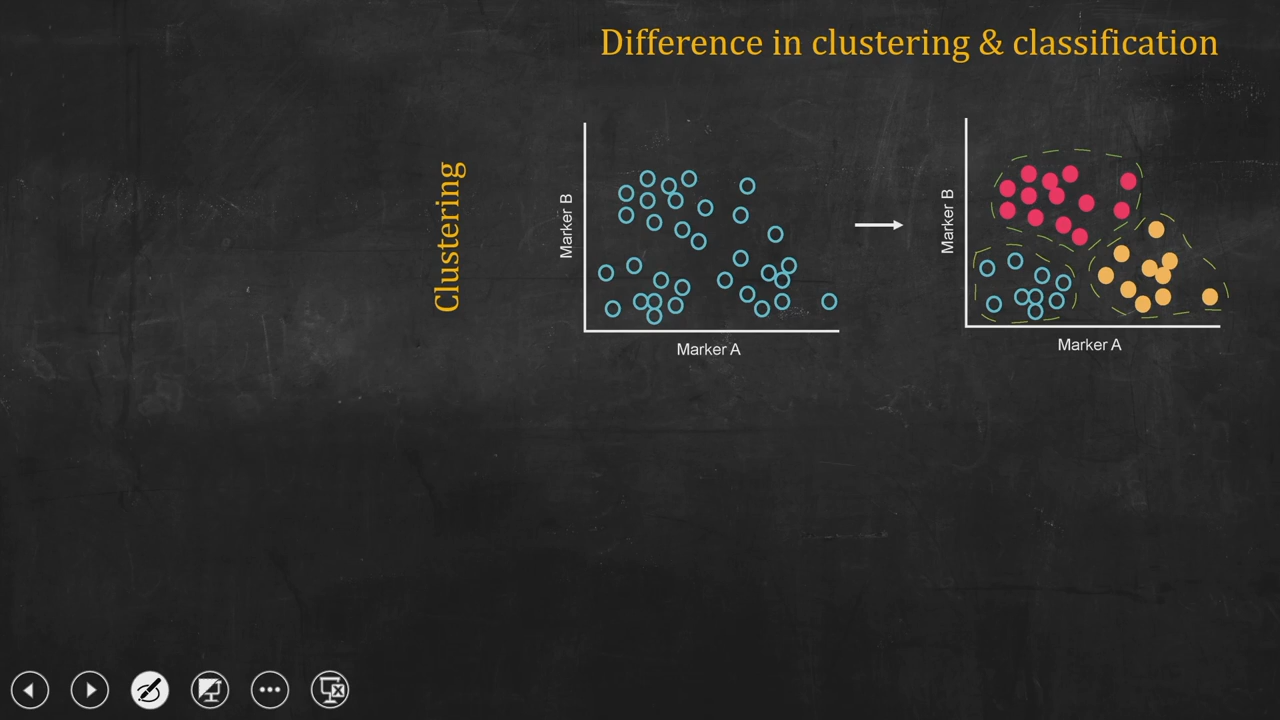 Difference in clustering & classification
Clustering
Marker B
Marker A
Marker B
Marker A